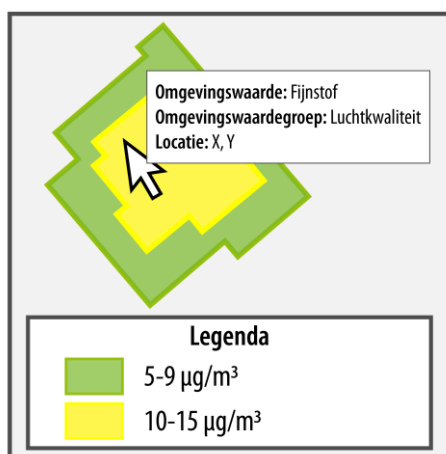 Omgevingswaarde: Fijnstof
Omgevingswaardegroep: Luchtkwaliteit
Locatie: X, Y
Legenda
5-9 µg/m³
10-15 µg/m³